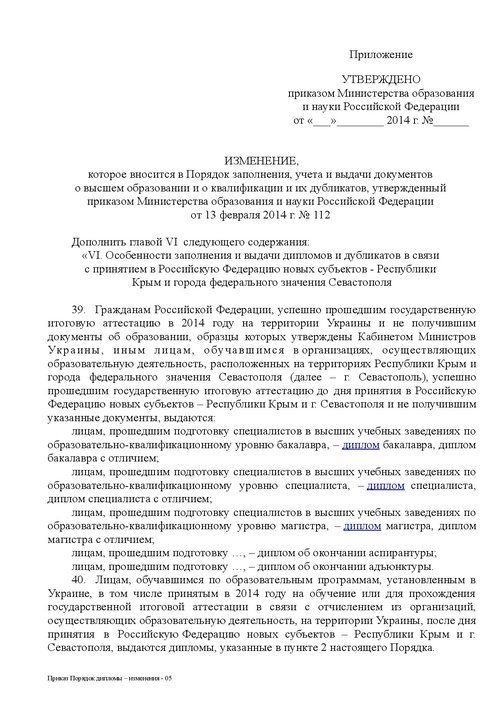 Приложение
УТВЕРЖДЕНО
приказом Министерства образования
и науки Российской Федерации
от «___»________ 2014 г. №______
ИЗМЕНЕНИЕ,
которое вносится в Порядок заполнения, учета и выдачи документов
о высшем образовании и о квалификации и их дубликатов, утвержденный
приказом Министерства образования и науки Российской Федерации
от 13 февраля 2014 г. № 112
Дополнить главой VI следующего содержания:
«VI. Особенности заполнения и выдачи дипломов и дубликатов в связи
с принятием в Российскую Федерацию новых субъектов - Республики
Крым и города федерального значения Севастополя
39. Гражданам Российской Федерации, успешно прошедшим государственную
итоговую аттестацию в 2014 году на территории Украины и не получившим
документы об образовании, образцы которых утверждены Кабинетом Министров
Украины, иным лицам, обучавшимся в организациях, осуществляющих
образовательную деятельность, расположенных на территориях Республики Крым и
города федерального значения Севастополя (далее – г. Севастополь), успешно
прошедшим государственную итоговую аттестацию до дня принятия в Российскую
Федерацию новых субъектов – Республики Крым и г. Севастополя и не получившим
указанные документы, выдаются:
лицам, прошедшим подготовку специалистов в высших учебных заведениях по
образовательно-квалификационному уровню бакалавра, – диплом бакалавра, диплом
бакалавра с отличием;
лицам, прошедшим подготовку специалистов в высших учебных заведениях по
образовательно-квалификационному уровню специалиста, – диплом специалиста,
диплом специалиста с отличием;
лицам, прошедшим подготовку специалистов в высших учебных заведениях по
образовательно-квалификационному уровню магистра, – диплом магистра, диплом
магистра с отличием;
лицам, прошедшим подготовку …, – диплом об окончании аспирантуры;
лицам, прошедшим подготовку …, – диплом об окончании адъюнктуры.
40. Лицам, обучавшимся по образовательным программам, установленным в
Украине, в том числе принятым в 2014 году на обучение или для прохождения
государственной итоговой аттестации в связи с отчислением из организаций,
осуществляющих образовательную деятельность, на территории Украины, после дня
принятия в Российскую Федерацию новых субъектов – Республики Крым и г.
Севастополя, выдаются дипломы, указанные в пункте 2 настоящего Порядка.
Приказ Порядок дипломы – изменения - 05